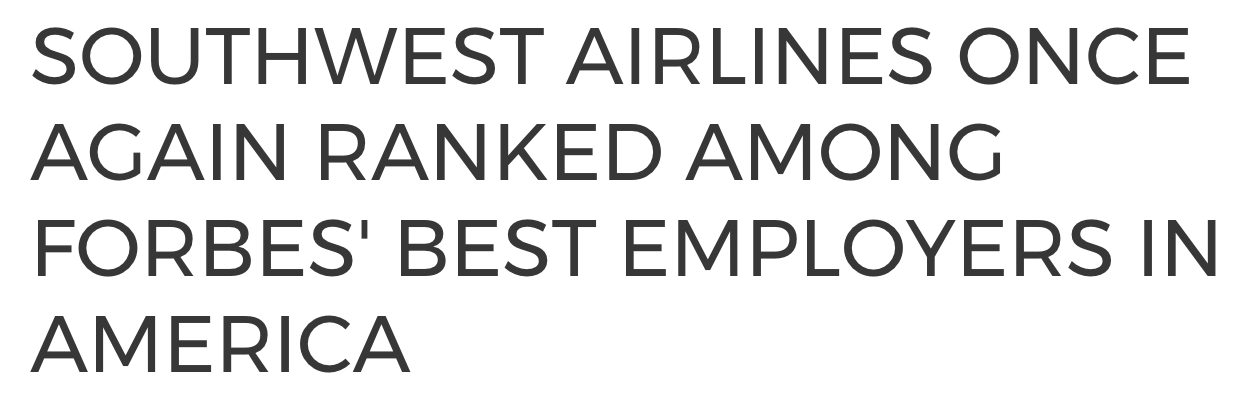 SOUTHWEST AIRLINES ONCE
AGAIN RANKED AMONG
FORBES' BEST EMPLOYERS IN
AMERICA